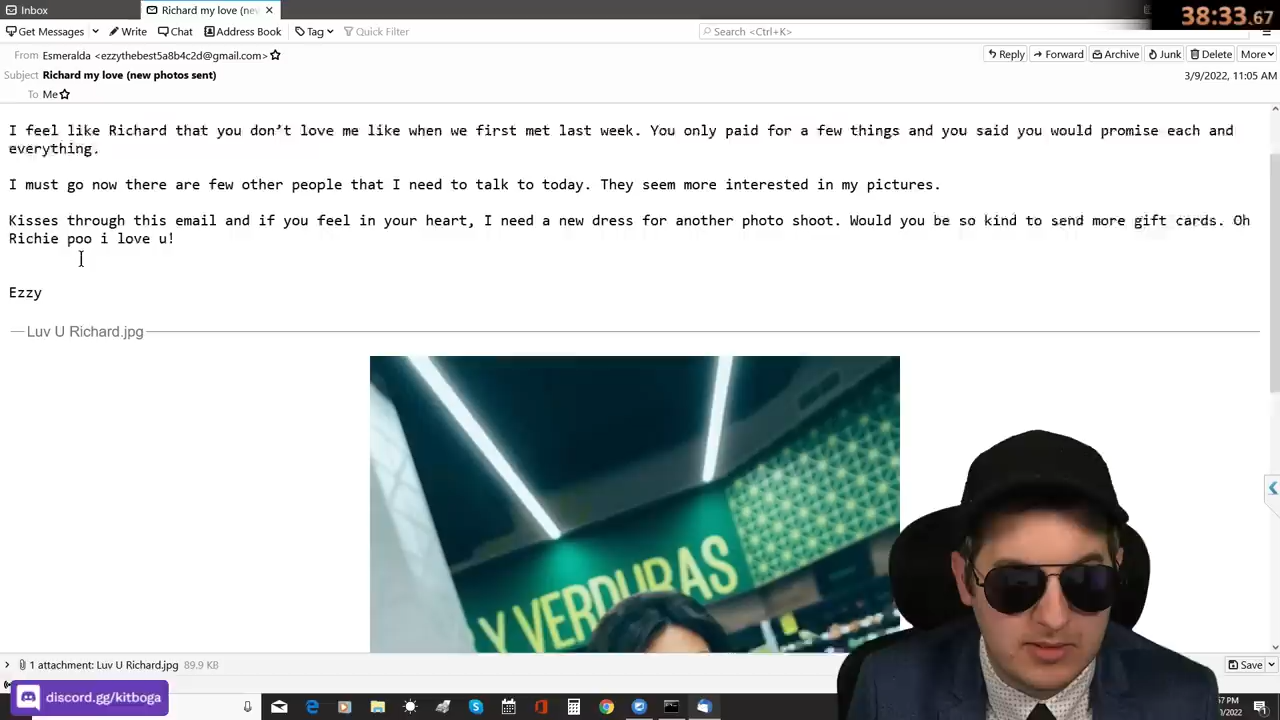 Inbox
Richard my love (ne
38:33.67
Get Messages Write Chat Address Book Tag Quick Filter Search <Ctrl+K>
From Esmeralda <ezzythebest5a8b4c2d@gmail.com> Reply Forward Archive Junk Delete More
Subject Richard my love (new photos sent) 3/9/2022, 11:05 AM
To Me
I feel like Richard that you don’t love me like when we first met last week. You only paid for a few things and you said you would promise each and
everything.
I must go now there are few other people that I need to talk to today. They seem more interested in my pictures.
Kisses through this email and if you feel in your heart, I need a new dress for another photo shoot. Would you be so kind to send more gift cards. Oh
Richie poo i love u!
Ezzy
Luv U Richard.jpg
Y VERDURAS
1 attachment: Luv U Richard.jpg 89.9 KB Save
discord.gg/kitboga